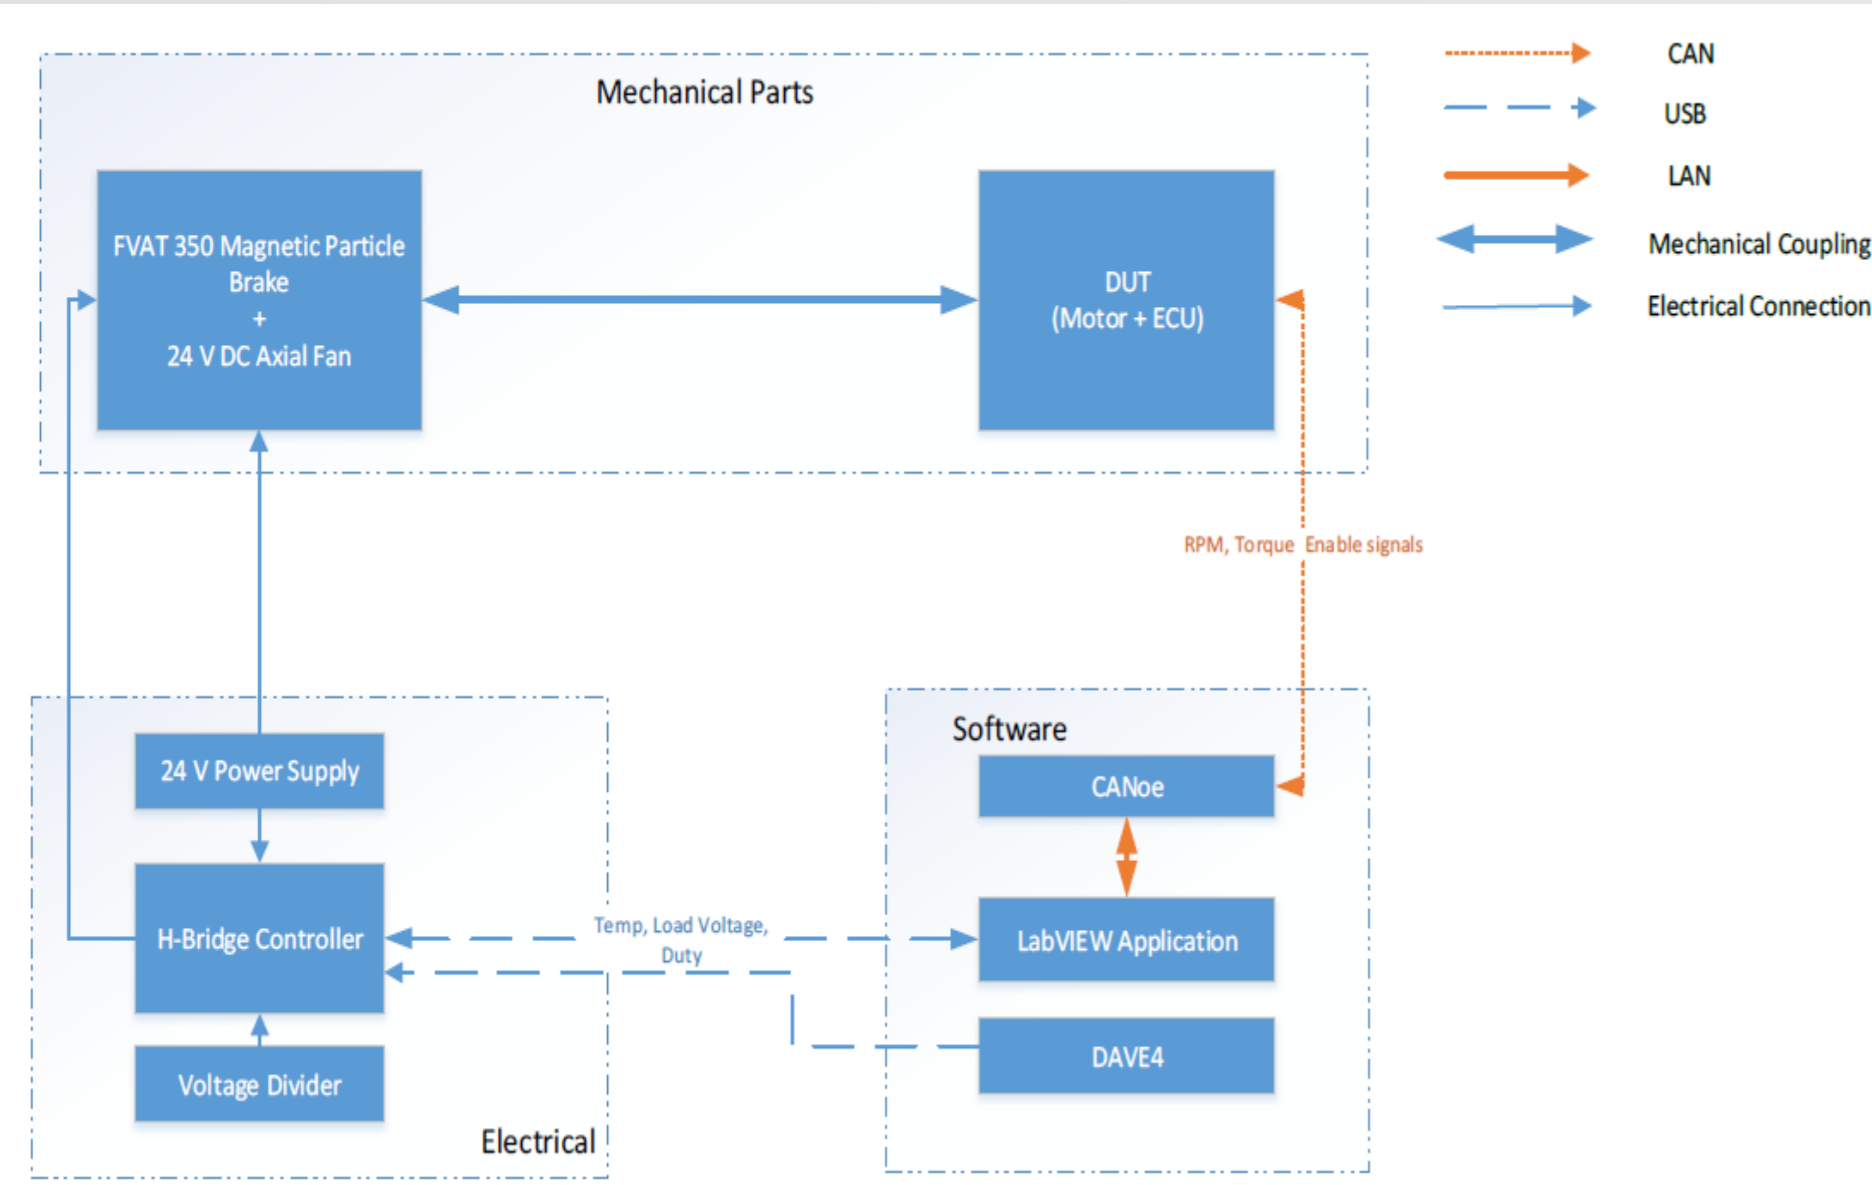 Mechanical Parts
FVAT 350 Magnetic Particle
Brake
+
24 V DC Axial Fan
DUT
(Motor + ECU)
CAN
USB
LAN
Mechanical Coupling
Electrical Connection
RPM, Torque Enable signals
24 V Power Supply
H-Bridge Controller
Voltage Divider
Electrical
Temp, Load Voltage,
Duty
Software
CANoe
LabVIEW Application
DAVE4